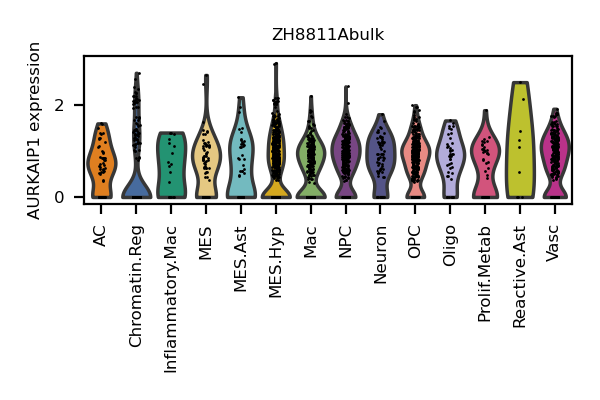 ZH8811Abulk
AURKAIP1 expression
2
0
AC
Chromatin.Reg
Inflammatory.Mac
MES
MES.Ast
MES.Hyp
Mac
NPC
Neuron
OPC
Oligo
Prolif.Metab
Reactive.Ast
Vasc